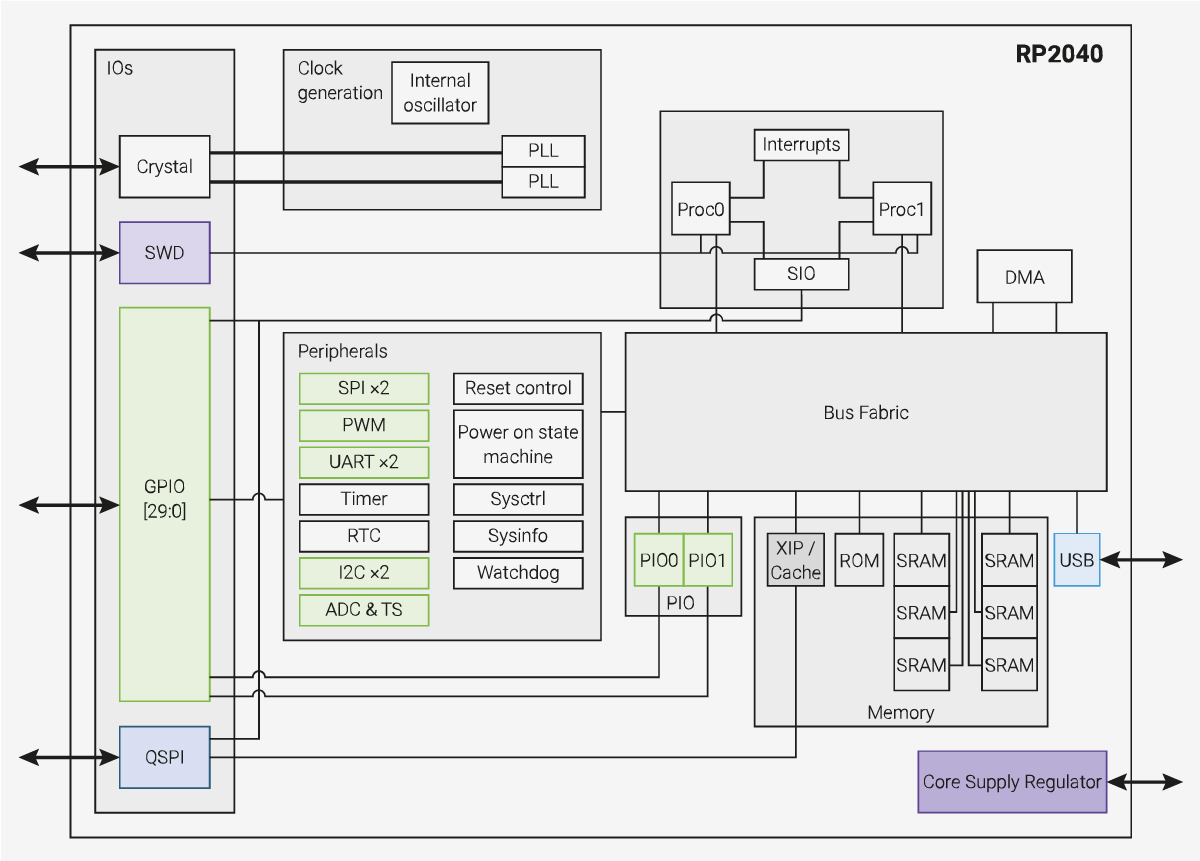 RP2040
IOs
Clock
generation
Internal
oscillator
Crystal
PLL
PLL
Interrupts
Proc0
Proc1
SWD
SIO
DMA
Peripherals
SPI ×2
Reset control
PWM
Power on state
machine
UART ×2
Timer
Sysctrl
RTC
Sysinfo
I2C ×2
Watchdog
ADC & TS
Bus Fabric
GPIO
[29:0]
PIO0
PIO1
PIO
XIP /
Cache
ROM
SRAM
SRAM
SRAM
SRAM
SRAM
SRAM
Memory
USB
QSPI
Core Supply Regulator